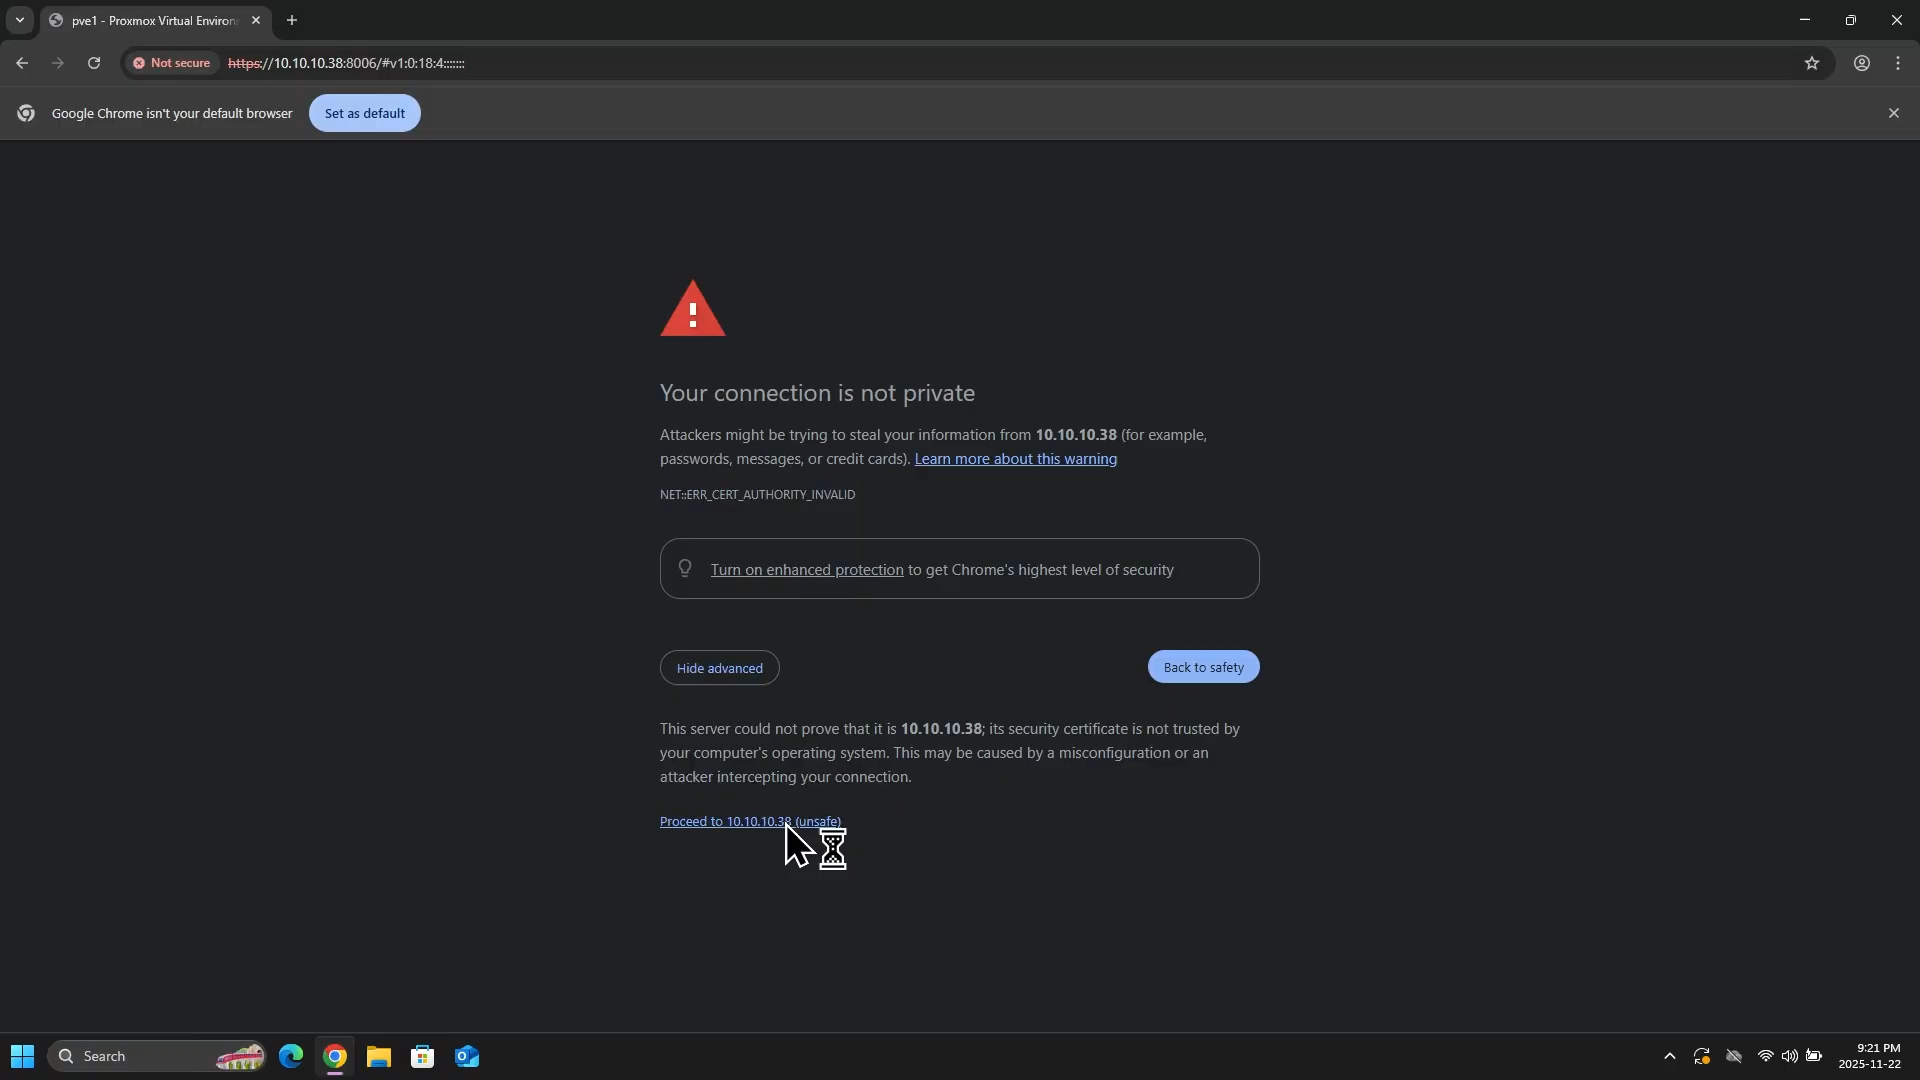 pve1 - Proxmox Virtual Environ
Not secure
https://10.10.10.38:8006/#v1:0:18:4:::::::
Google Chrome isn't your default browser
Set as default
Your connection is not private
Attackers might be trying to steal your information from 10.10.10.38 (for example,
passwords, messages, or credit cards). Learn more about this warning
NET::ERR_CERT_AUTHORITY_INVALID
Turn on enhanced protection to get Chrome's highest level of security
Hide advanced
Back to safety
This server could not prove that it is 10.10.10.38; its security certificate is not trusted by
your computer's operating system. This may be caused by a misconfiguration or an
attacker intercepting your connection.
Proceed to 10.10.10.38 (unsafe)
Search
9:21 PM
2025-11-22